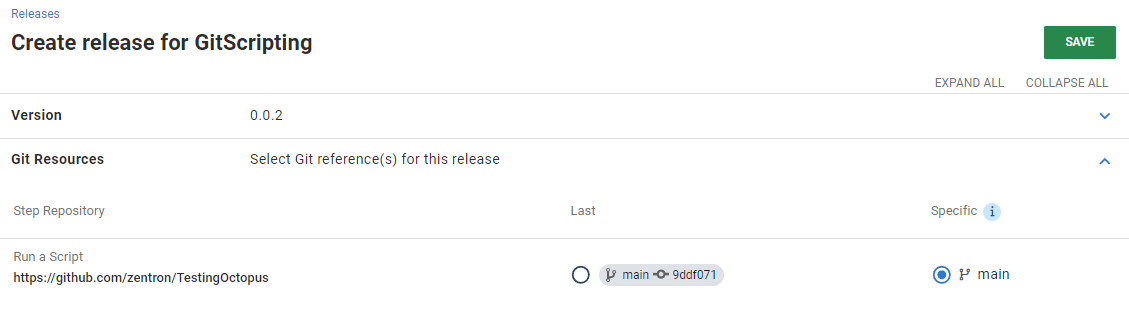 Releases
Create release for GitScripting
SAVE
EXPAND ALL COLLAPSE ALL
Version 0.0.2
Git Resources Select Git reference(s) for this release
Step Repository Last Specific i
Run a Script
https://github.com/zentron/TestingOctopus main 9ddf071 main